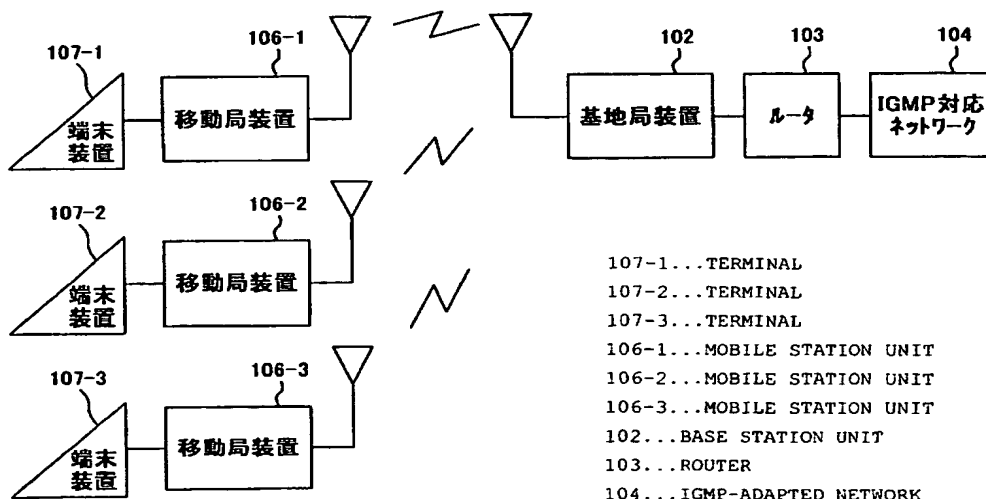 107-1
106-1
102
103
104
端末
装置
移動局装置
基地局装置
ルータ
IGMP対応
ネットワーク
107-2
106-2
端末
装置
移動局装置
107-3
106-3
端末
装置
移動局装置
107-1...TERMINAL
107-2...TERMINAL
107-3...TERMINAL
106-1...MOBILE STATION UNIT
106-2...MOBILE STATION UNIT
106-3...MOBILE STATION UNIT
102...BASE STATION UNIT
103...ROUTER
104...IGMP-ADAPTED NETWORK